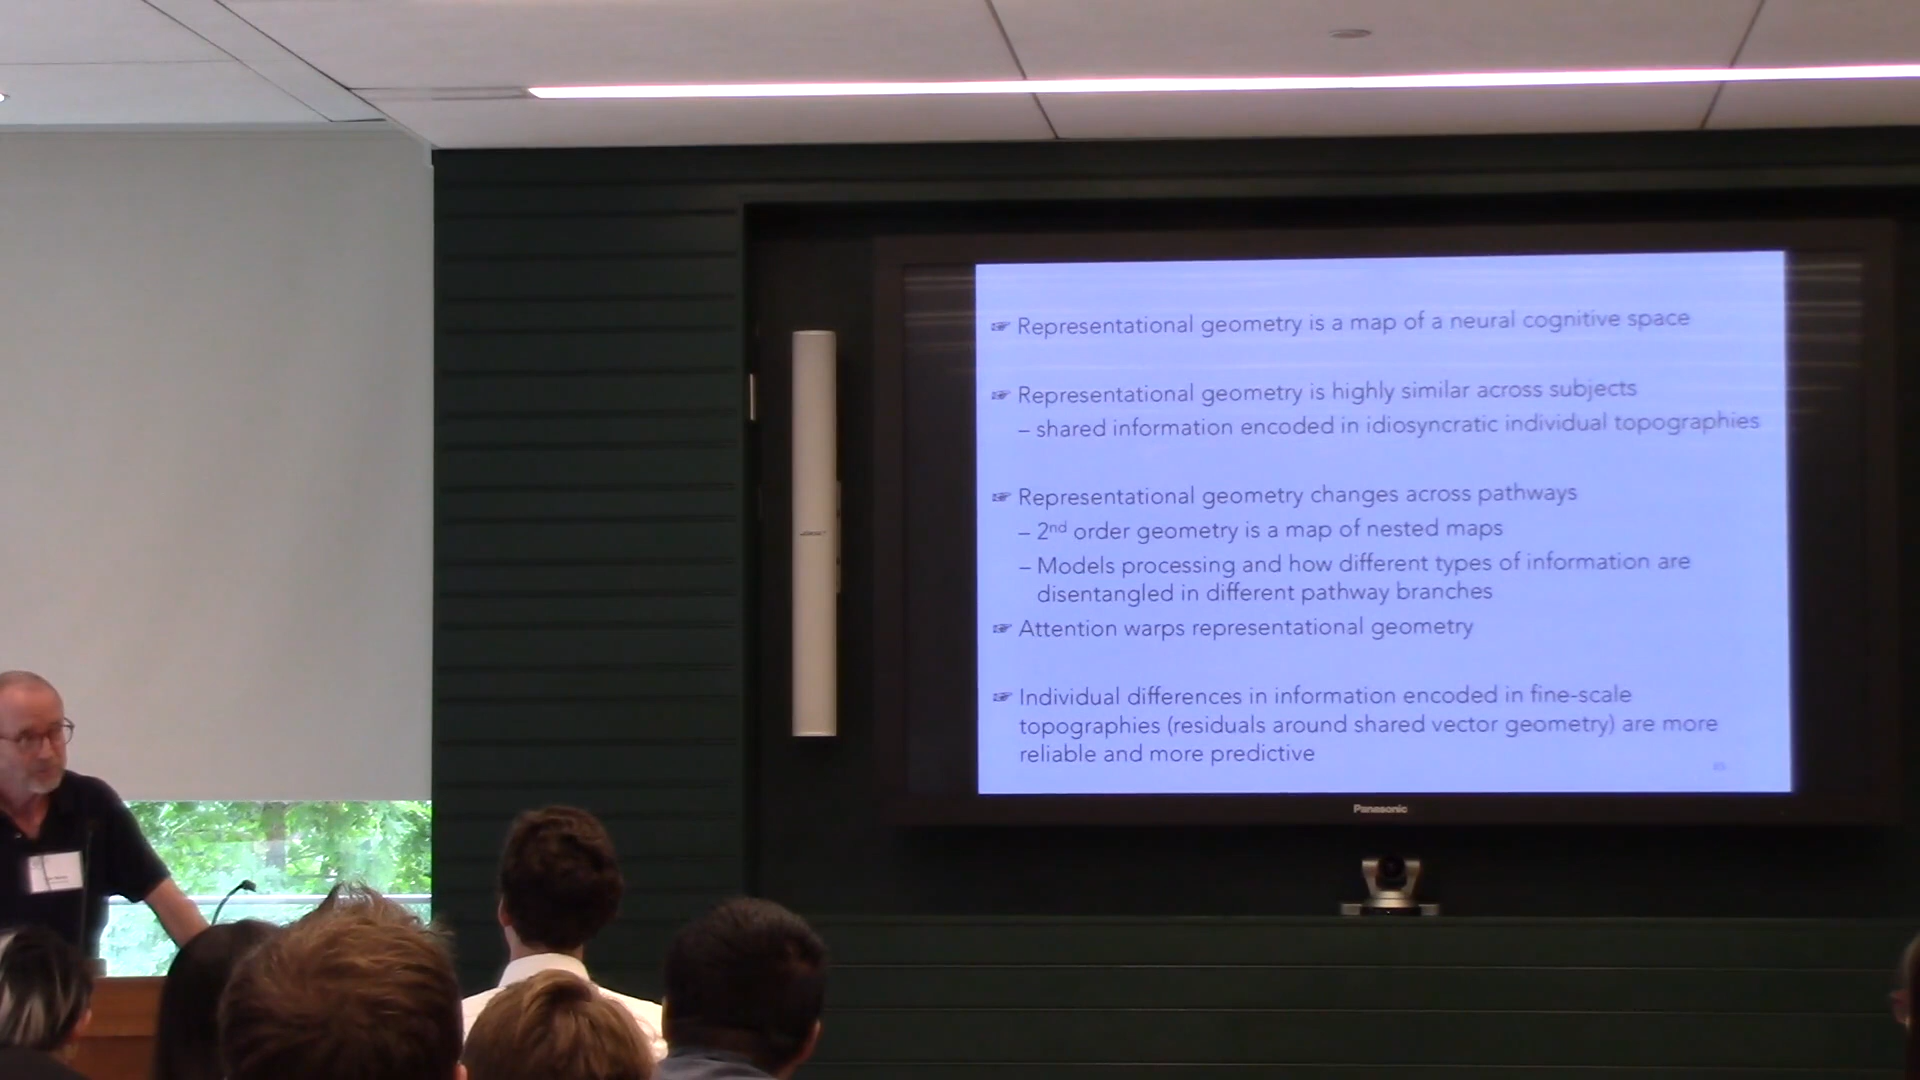 Representational geometry is a map of a neural cognitive space
Representational geometry is highly similar across subjects
– shared information encoded in idiosyncratic individual topographies
Representational geometry changes across pathways
– 2nd order geometry is a map of nested maps
– Models processing and how different types of information are
disentangled in different pathway branches
Attention warps representational geometry
Individual differences in information encoded in fine-scale
topographies (residuals around shared vector geometry) are more
reliable and more predictive
Panasonic